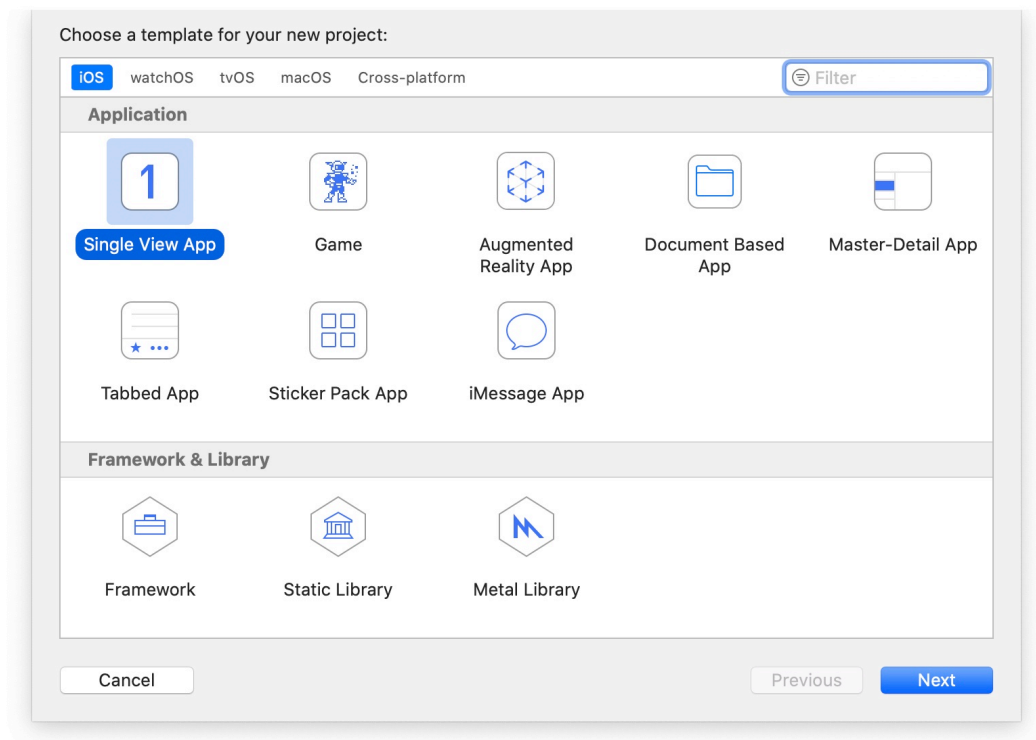 Choose a template for your new project:
iOS watchOS tvOS macOS Cross-platform Filter
Application
1
Single View App Game Augmented Reality App Document Based App Master-Detail App
Tabbed App Sticker Pack App iMessage App
Framework & Library
Framework Static Library Metal Library
Cancel Previous Next